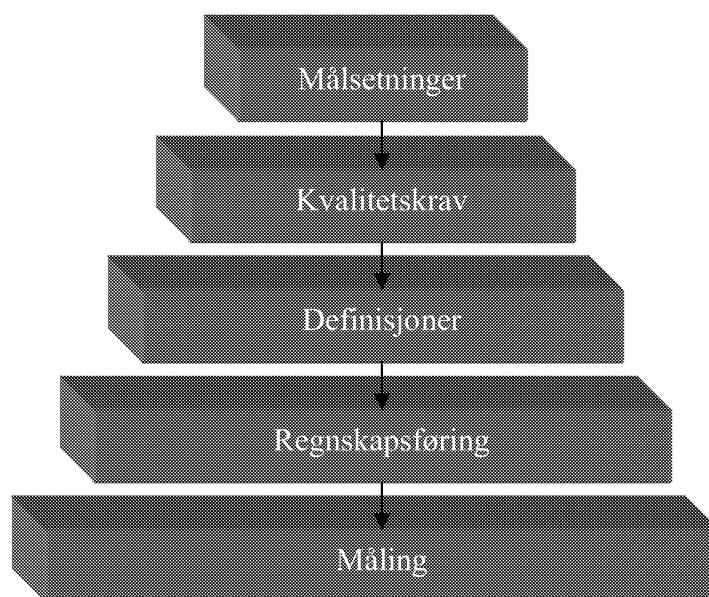 Målsetninger
Kvalitetskrav
Definisjoner
Regnskapsføring
Måling